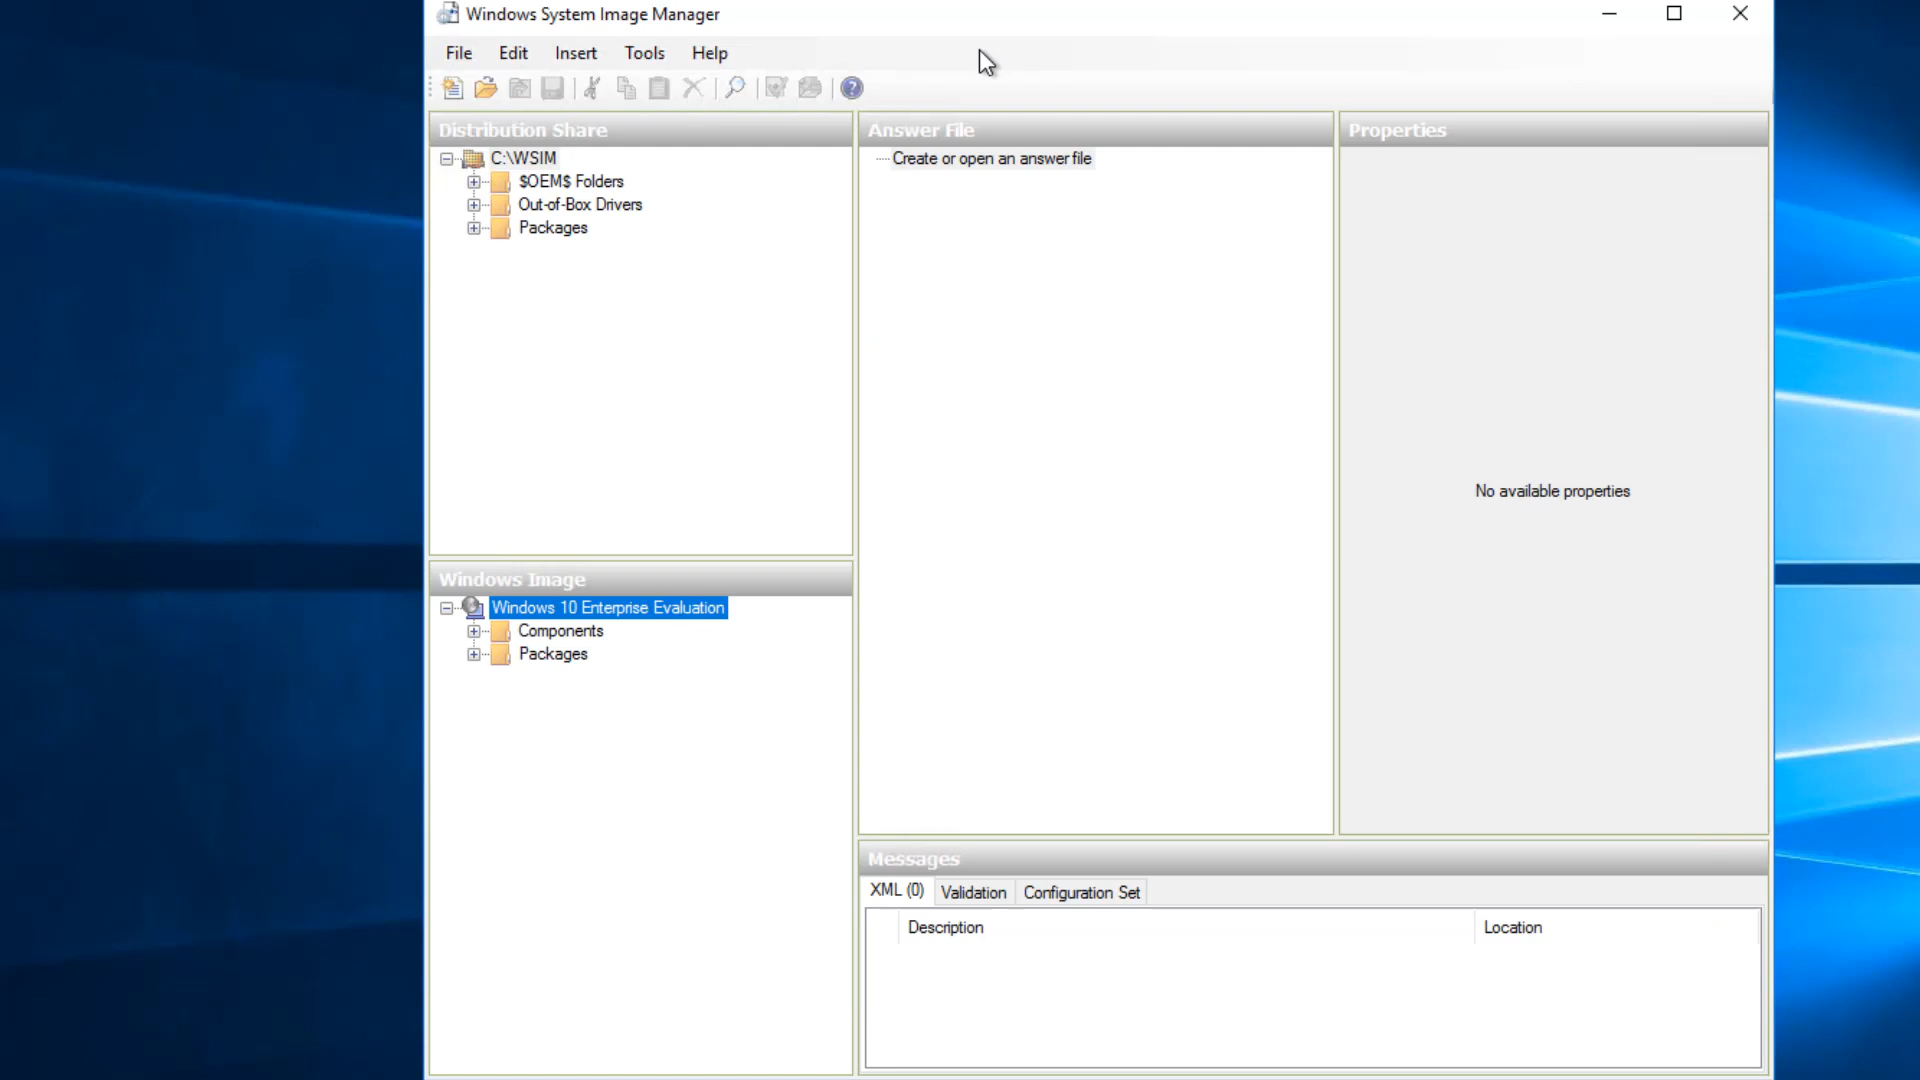 Windows System Image Manager
File Edit Insert Tools Help
Distribution Share
C:\WSIM
$OEM$ Folders
Out-of-Box Drivers
Packages
Windows Image
Windows 10 Enterprise Evaluation
Components
Packages
Answer File
Create or open an answer file
Properties
No available properties
Messages
XML (0) Validation Configuration Set
Description Location